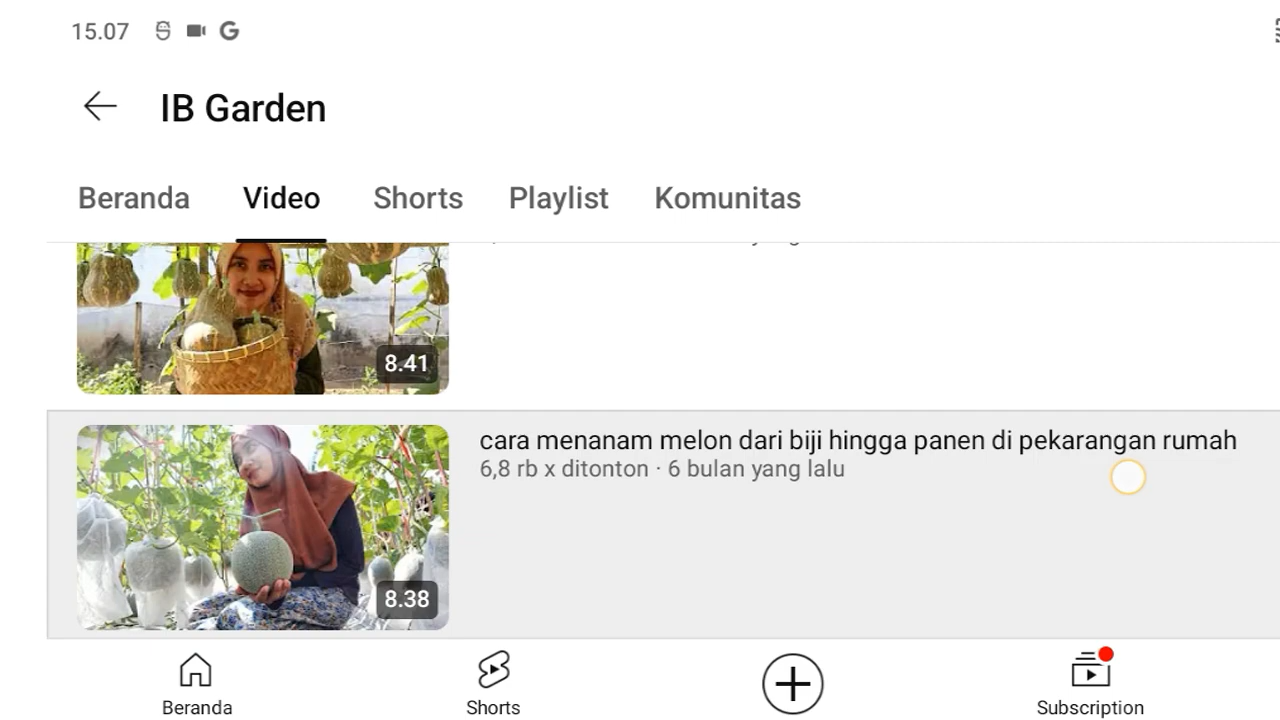 15.07
IB Garden
Beranda Video Shorts Playlist Komunitas
8.41
cara menanam melon dari biji hingga panen di pekarangan rumah
6,8 rb x ditonton · 6 bulan yang lalu
8.38
Beranda Shorts Subscription